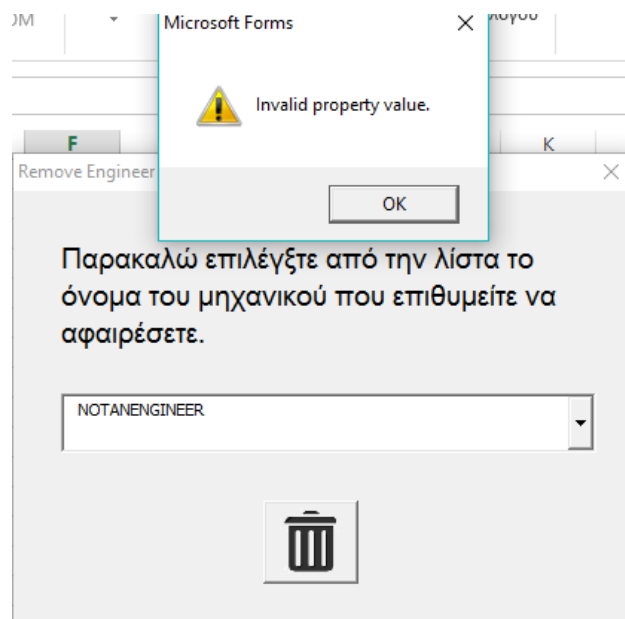 Microsoft Forms
Invalid property value.
F
K
OK
Remove Engineer
Παρακαλώ επιλέγξτε από την λίστα το
όνομα του μηχανικού που επιθυμείτε να
αφαιρέσετε.
NOTANENGINEER